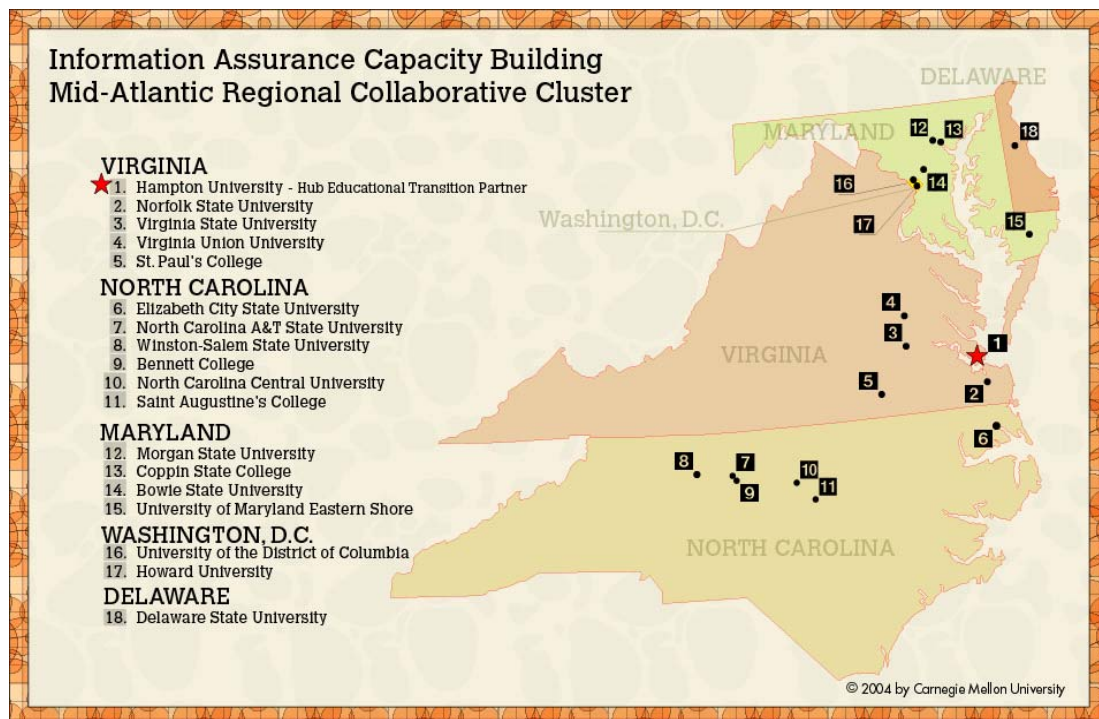 Information Assurance Capacity Building
Mid-Atlantic Regional Collaborative Cluster
VIRGINIA
1. Hampton University - Hub Educational Transition Partner
2. Norfolk State University
3. Virginia State University
4. Virginia Union University
5. St. Paul's College
NORTH CAROLINA
6. Elizabeth City State University
7. North Carolina A&T State University
8. Winston-Salem State University
9. Bennett College
10. North Carolina Central University
11. Saint Augustine's College
MARYLAND
12. Morgan State University
13. Coppin State College
14. Bowie State University
15. University of Maryland Eastern Shore
WASHINGTON, D.C.
16. University of the District of Columbia
17. Howard University
DELAWARE
18. Delaware State University
DELAWARE
MARYLAND
12 13 18
16 14
Washington, D.C.
17 15
4
3 1
VIRGINIA
5 2
6
8 7 10
9 11
NORTH CAROLINA
© 2004 by Carnegie Mellon University